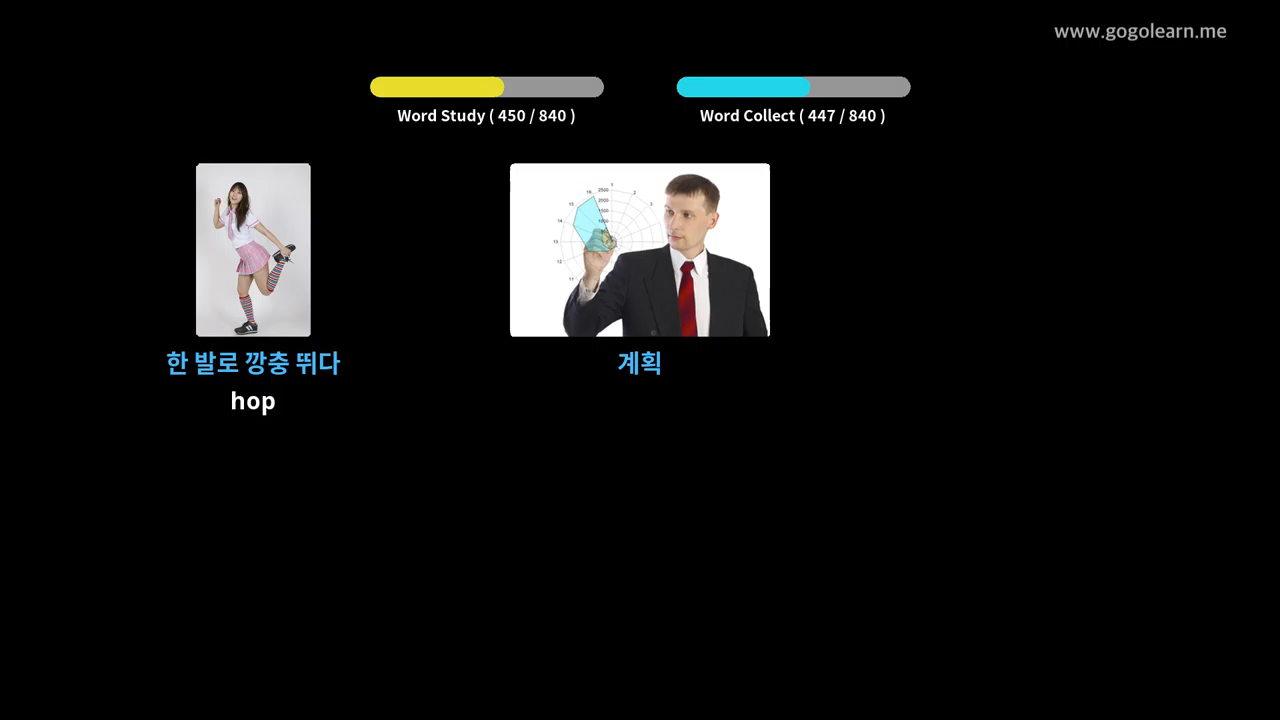 www.gogolearn.me
Word Study ( 450 / 840 )
Word Collect ( 447 / 840 )
한 발로 깡충 뛰다
hop
계획